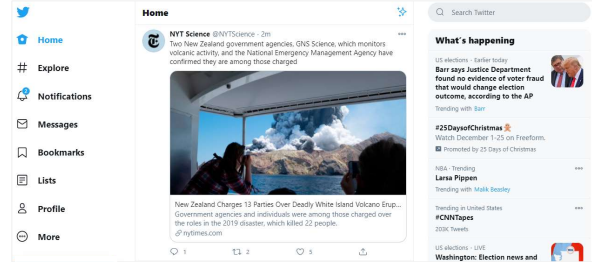 Home
Explore
Notifications
Messages
Bookmarks
Lists
Profile
More
Home
NYT Science @NYTScience · 2m
Two New Zealand government agencies, GNS Science, which monitors
volcanic activity, and the National Emergency Management Agency have
confirmed they are among those charged
New Zealand Charges 13 Parties Over Deadly White Island Volcano Erup...
Government agencies and individuals were among those charged over
the roles in the 2019 disaster, which killed 22 people.
nytimes.com
1
2
5
Search Twitter
What's happening
US elections · Earlier today
Barr says Justice Department
found no evidence of voter fraud
that would change election
outcome, according to the AP
Trending with Barr
#25DaysofChristmas
Watch December 1-25 on Freeform.
Promoted by 25 Days of Christmas
NBA · Trending
Larsa Pippen
Trending with Malik Beasley
Trending in United States
#CNNTapes
203K Tweets
US elections · LIVE
Washington: Election news and